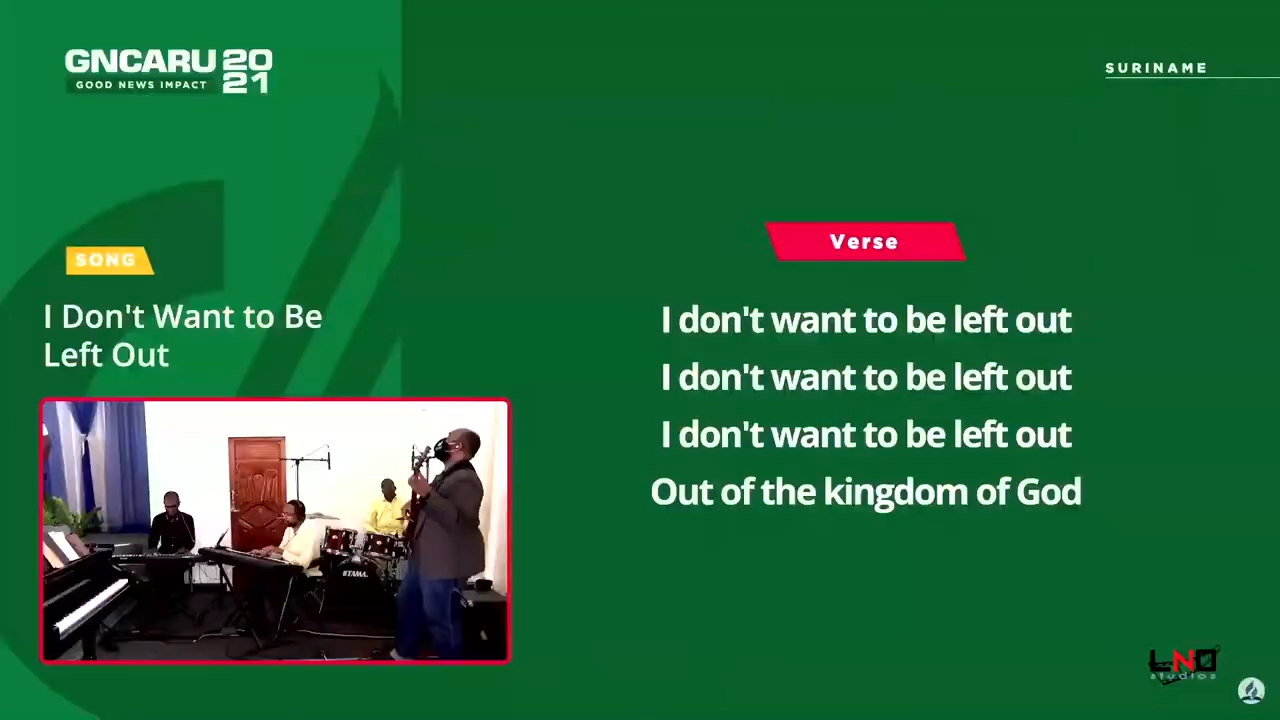 GNCARU 2021
GOOD NEWS IMPACT
SURINAME
SONG
I Don't Want to Be
Left Out
Verse
I don't want to be left out
I don't want to be left out
I don't want to be left out
Out of the kingdom of God
TAMA
LNO
studios